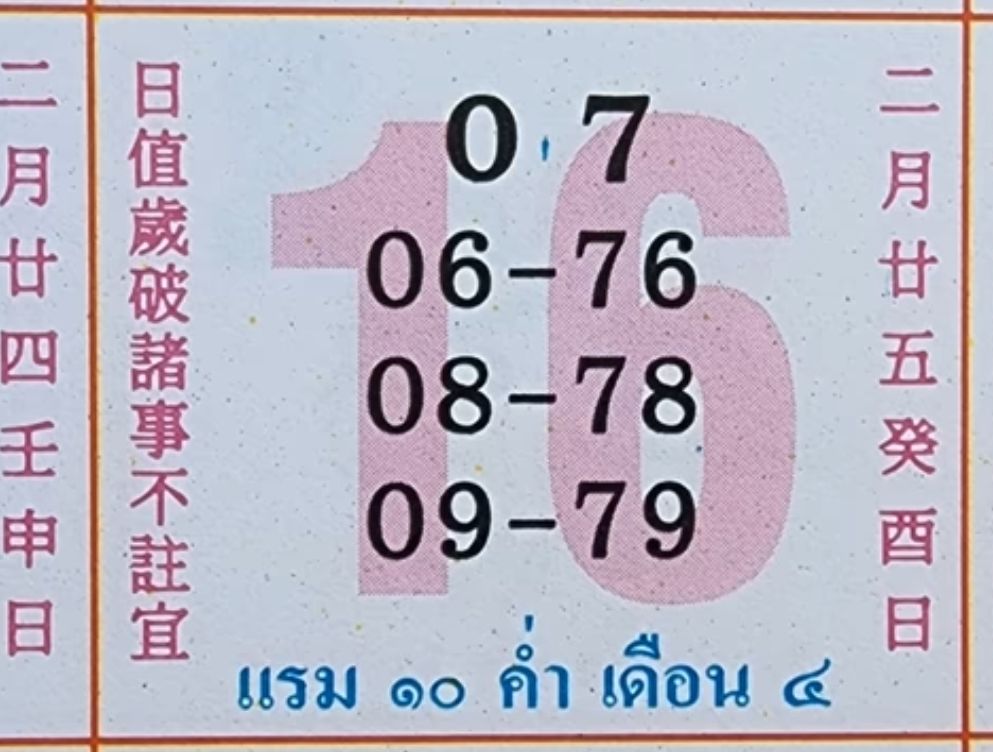 二月廿四壬申日
日值歲破諸事不註宜
16
0 7
06-76
08-78
09-79
二月廿五癸酉日
แรม ๑๐ ค่ำ เดือน ๔